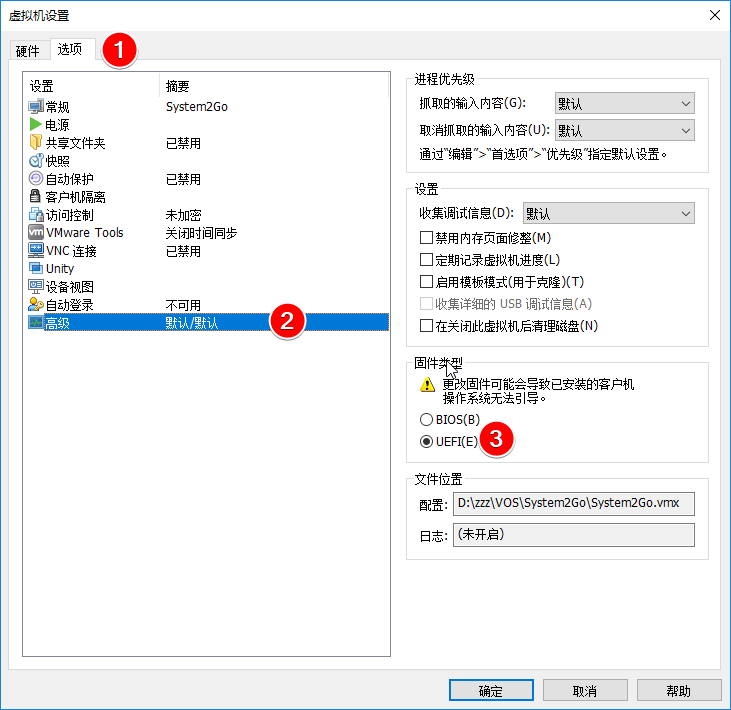 虚拟机设置
硬件 选项 1
设置 摘要
常规 System2Go
电源
共享文件夹 已禁用
快照
自动保护 已禁用
客户机隔离
访问控制 未加密
VMware Tools 关闭时间同步
VNC 连接 已禁用
Unity
设备视图
自动登录 不可用
高级 默认/默认 2
进程优先级
抓取的输入内容(G): 默认
取消抓取的输入内容(U): 默认
通过“编辑”>“首选项”>“优先级”指定默认设置。
设置
收集调试信息(D): 默认
禁用内存页面修整(M)
定期记录虚拟机进度(L)
启用模板模式(用于克隆)(T)
收集详细的 USB 调试信息(A)
在关闭此虚拟机后清理磁盘(N)
固件类型
更改固件可能会导致已安装的客户机
操作系统无法引导。
BIOS(B)
UEFI(E) 3
文件位置
配置: D:\zzz\VOS\System2Go\System2Go.vmx
日志: (未开启)
确定 取消 帮助